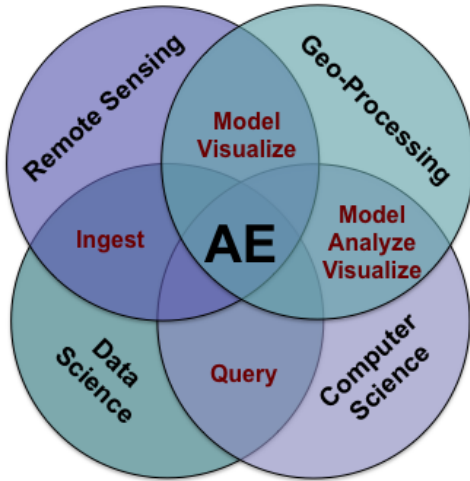 Remote Sensing
Geo-Processing
Model
Visualize
Ingest
AE
Model
Analyze
Visualize
Data
Science
Query
Computer
Science